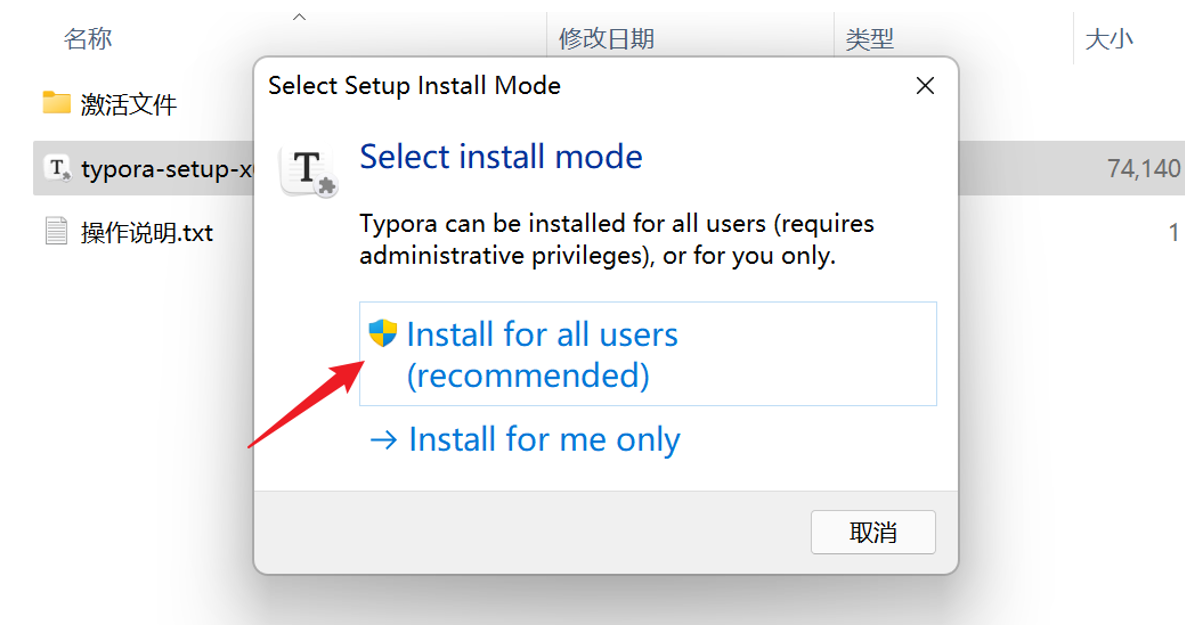 名称 修改日期 类型 大小
Select Setup Install Mode
激活文件
Select install mode
typora-setup-x 74,140
Typora can be installed for all users (requires
administrative privileges), or for you only.
操作说明.txt 1
Install for all users
(recommended)
Install for me only
取消